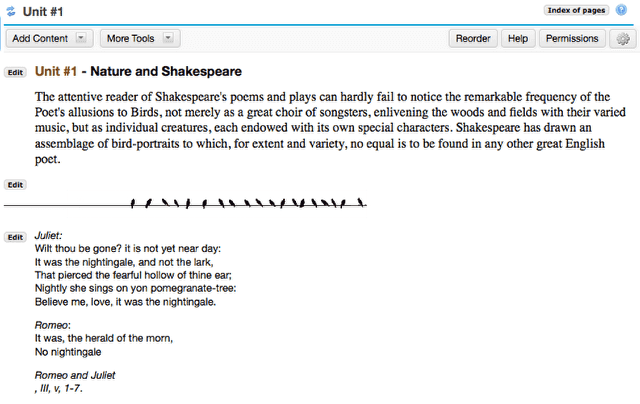 Unit #1
Index of pages
?
Add Content
More Tools
Reorder
Help
Permissions
Edit
Unit #1 - Nature and Shakespeare
The attentive reader of Shakespeare's poems and plays can hardly fail to notice the remarkable frequency of the
Poet's allusions to Birds, not merely as a great choir of songsters, enlivening the woods and fields with their varied
music, but as individual creatures, each endowed with its own special characters. Shakespeare has drawn an
assemblage of bird-portraits to which, for extent and variety, no equal is to be found in any other great English
poet.
Edit
Edit
Juliet:
Wilt thou be gone? it is not yet near day:
It was the nightingale, and not the lark,
That pierced the fearful hollow of thine ear;
Nightly she sings on yon pomegranate-tree:
Believe me, love, it was the nightingale.
Romeo:
It was, the herald of the morn,
No nightingale
Romeo and Juliet
, III, v, 1-7.